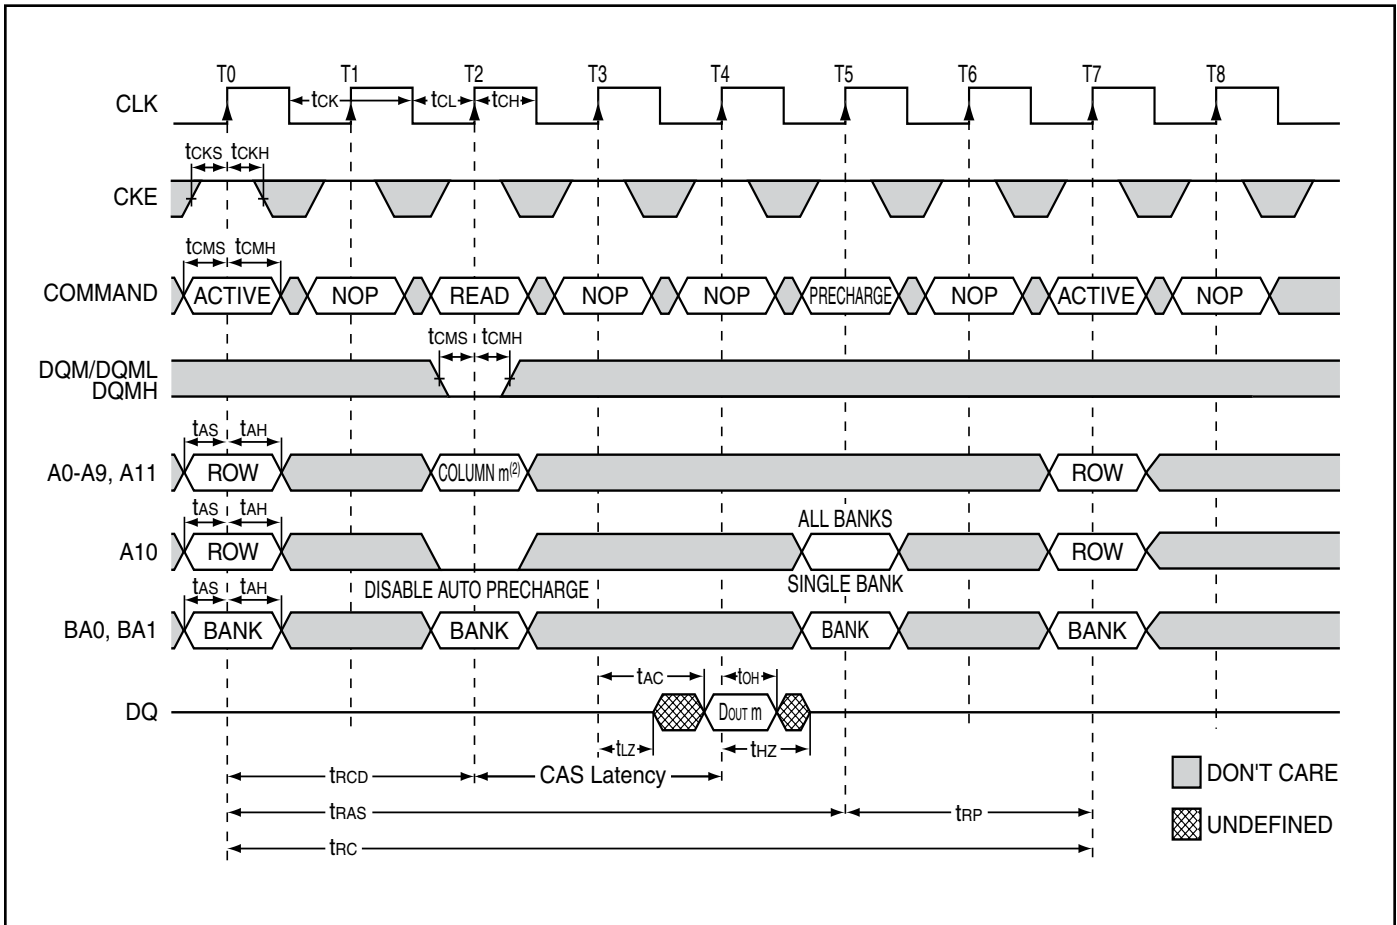 T0 T1 T2 T3 T4 T5 T6 T7 T8
CLK
tCK tCL tCH
tCKS tCKH
CKE
tCMS tCMH
COMMAND ACTIVE NOP READ NOP NOP PRECHARGE NOP ACTIVE NOP
tCMS tCMH
DQM/DQML
DQMH
tAS tAH
A0-A9, A11 ROW COLUMN m(2) ROW
tAS tAH ALL BANKS
A10 ROW ROW
DISABLE AUTO PRECHARGE SINGLE BANK
tAS tAH
BA0, BA1 BANK BANK BANK BANK
tAC tOH
DQ DOUT m
tLZ tHZ
tRCD CAS Latency
DON'T CARE
tRAS tRP
UNDEFINED
tRC